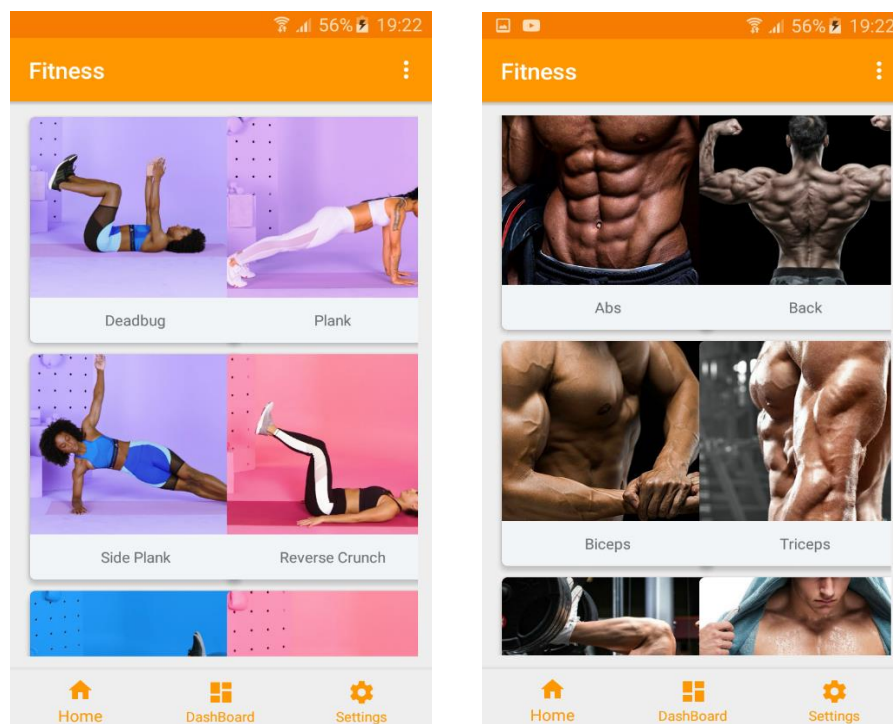 56% 19:22
Fitness
Deadbug Plank
Side Plank Reverse Crunch
Home DashBoard Settings
56% 19:22
Fitness
Abs Back
Biceps Triceps
Home DashBoard Settings